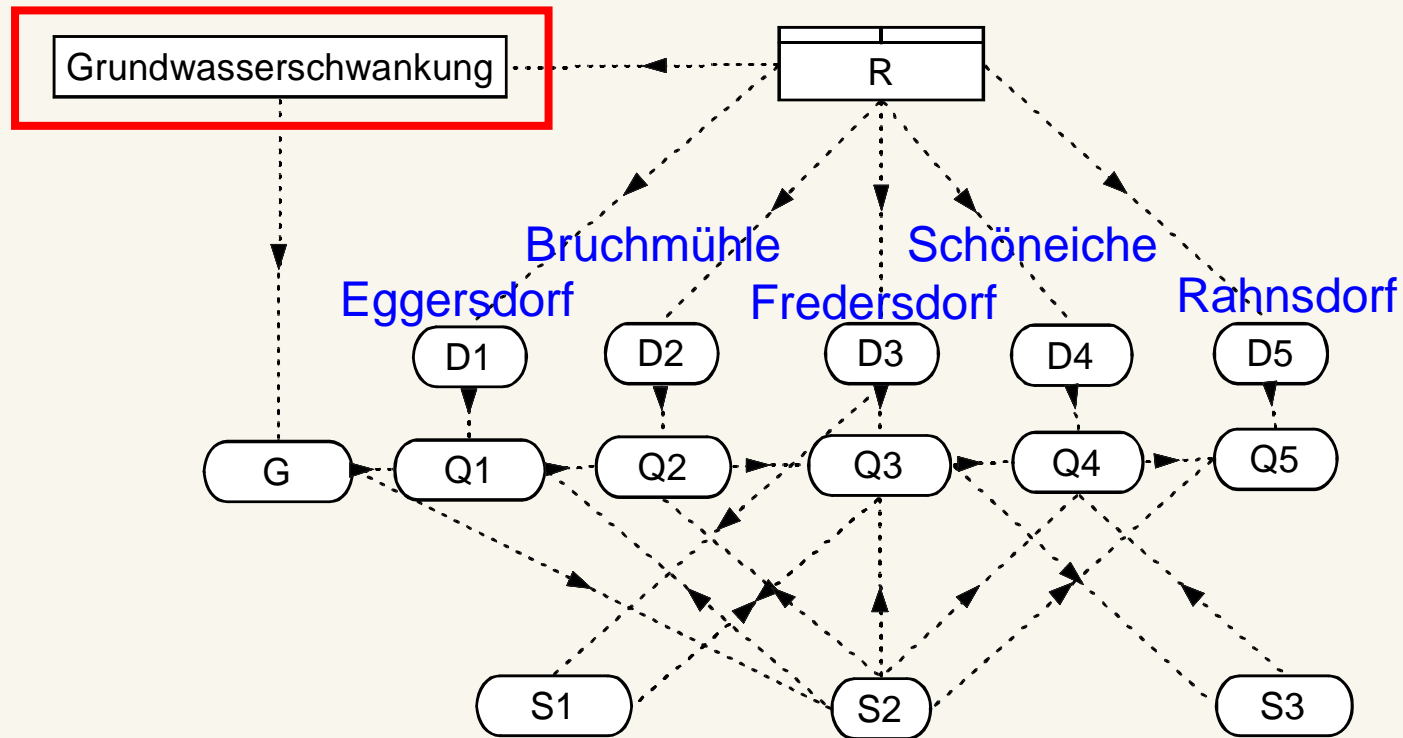 Grundwasserschwankung
R
Bruchmühle
Schöneiche
Eggersdorf
Fredersdorf
Rahnsdorf
D1
D2
D3
D4
D5
G
Q1
Q2
Q3
Q4
Q5
S1
S2
S3